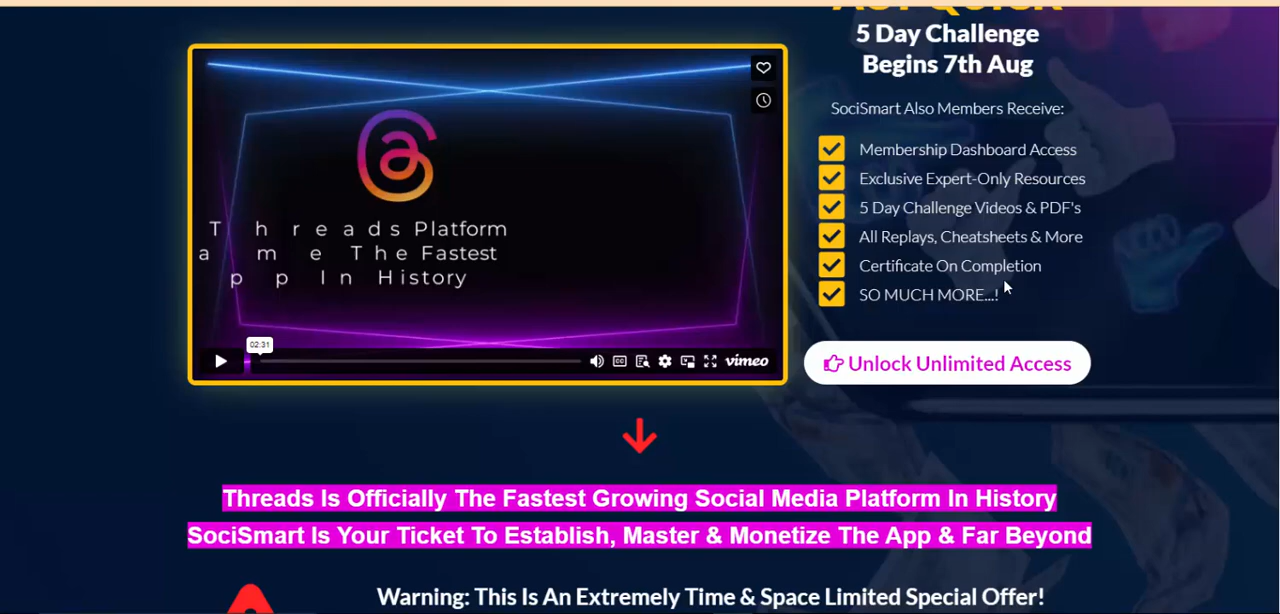 ACT QUICK
5 Day Challenge
Begins 7th Aug
SociSmart Also Members Receive:
Membership Dashboard Access
Exclusive Expert-Only Resources
5 Day Challenge Videos & PDF's
All Replays, Cheatsheets & More
Certificate On Completion
SO MUCH MORE...!
Unlock Unlimited Access
T h r e a d s Platform
a m e The Fastest
p p In History
02:31
CC
vimeo
Threads Is Officially The Fastest Growing Social Media Platform In History
SociSmart Is Your Ticket To Establish, Master & Monetize The App & Far Beyond
Warning: This Is An Extremely Time & Space Limited Special Offer!